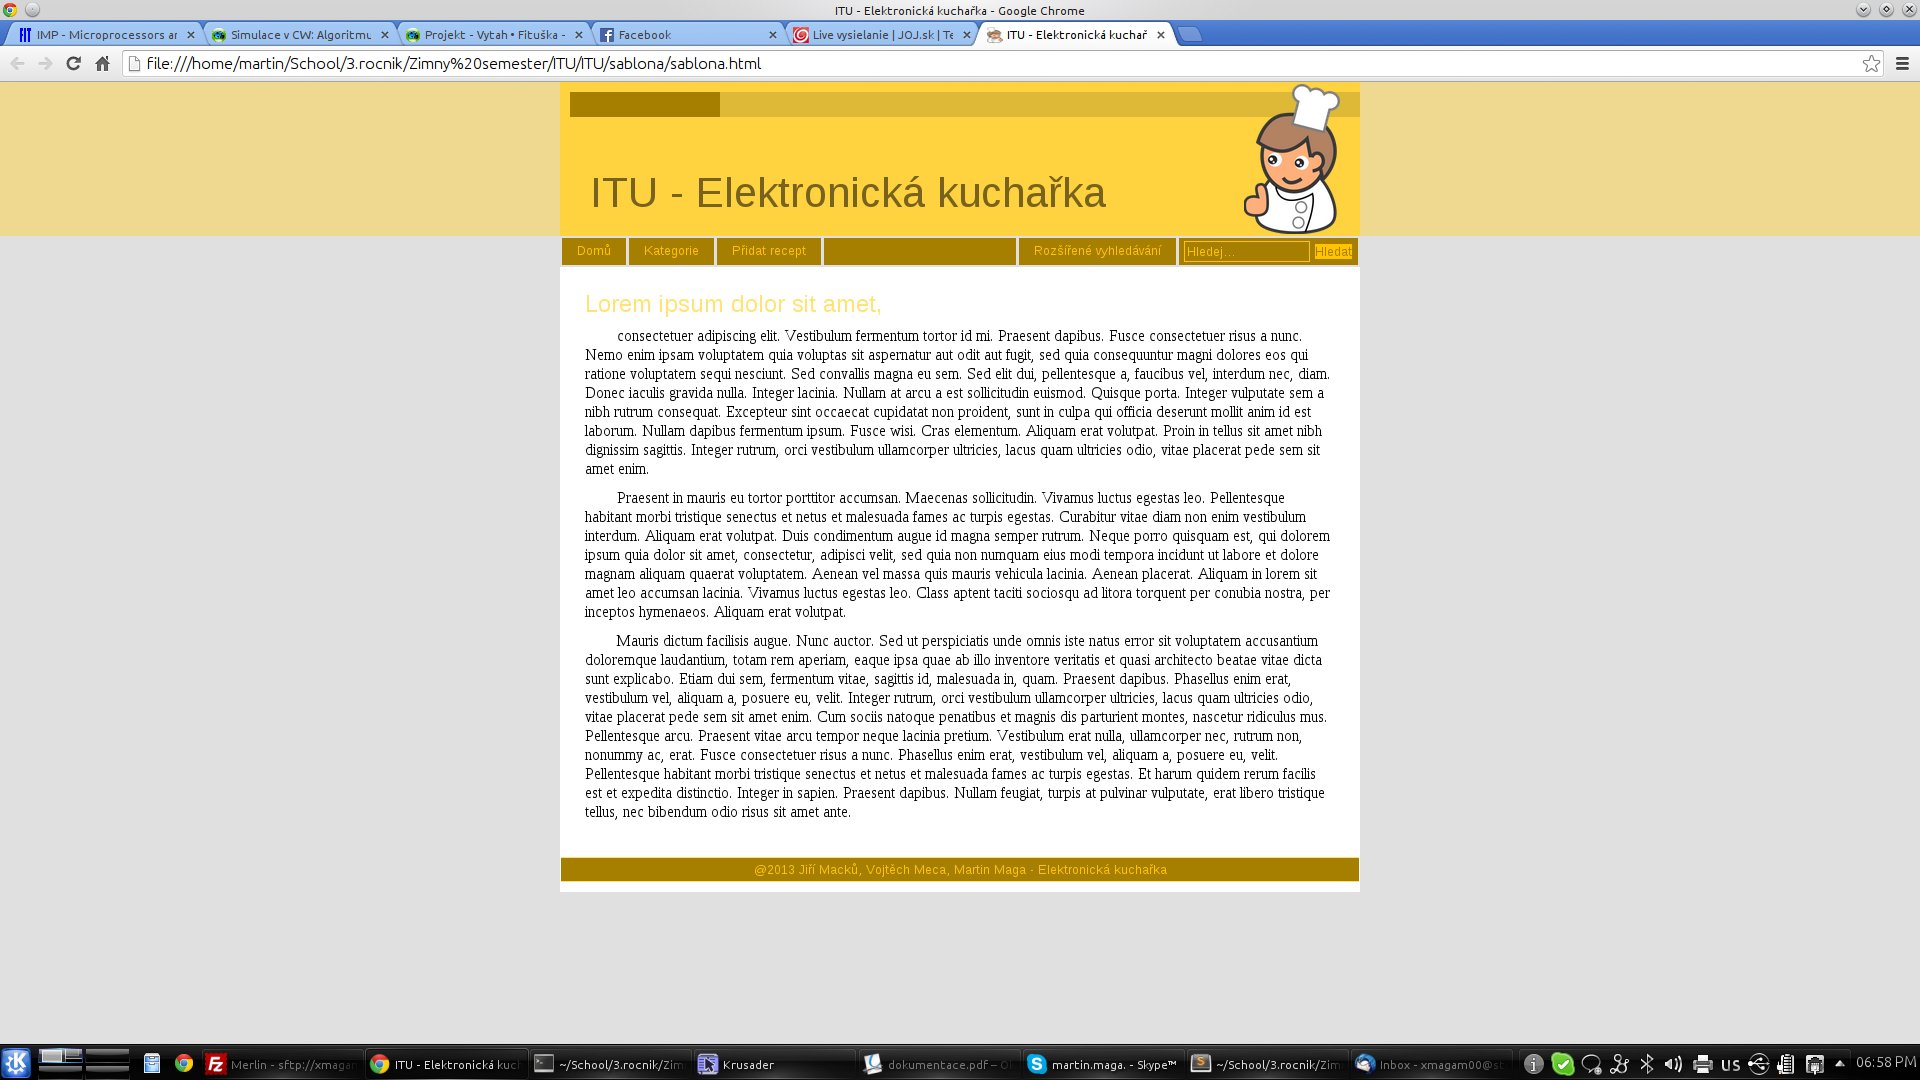 ITU - Elektronická kuchařka - Google Chrome
IMP - Microprocessors ar
Simulace v CW: Algoritmu
Projekt - Vytah • Fituška -
Facebook
Live vysielanie | JOJ.sk | Te
ITU - Elektronická kuchař
file:///home/martin/School/3.rocnik/Zimny%20semester/ITU/ITU/sablona/sablona.html
ITU - Elektronická kuchařka
Domů
Kategorie
Přidat recept
Rozšířené vyhledávání
Hledej...
Hledat
Lorem ipsum dolor sit amet,
consectetuer adipiscing elit. Vestibulum fermentum tortor id mi. Praesent dapibus. Fusce consectetuer risus a nunc.
Nemo enim ipsam voluptatem quia voluptas sit aspernatur aut odit aut fugit, sed quia consequuntur magni dolores eos qui
ratione voluptatem sequi nesciunt. Sed convallis magna eu sem. Sed elit dui, pellentesque a, faucibus vel, interdum nec, diam.
Donec iaculis gravida nulla. Integer lacinia. Nullam at arcu a est sollicitudin euismod. Quisque porta. Integer vulputate sem a
nibh rutrum consequat. Excepteur sint occaecat cupidatat non proident, sunt in culpa qui officia deserunt mollit anim id est
laborum. Nullam dapibus fermentum ipsum. Fusce wisi. Cras elementum. Aliquam erat volutpat. Proin in tellus sit amet nibh
dignissim sagittis. Integer rutrum, orci vestibulum ullamcorper ultricies, lacus quam ultricies odio, vitae placerat pede sem sit
amet enim.
Praesent in mauris eu tortor porttitor accumsan. Maecenas sollicitudin. Vivamus luctus egestas leo. Pellentesque
habitant morbi tristique senectus et netus et malesuada fames ac turpis egestas. Curabitur vitae diam non enim vestibulum
interdum. Aliquam erat volutpat. Duis condimentum augue id magna semper rutrum. Neque porro quisquam est, qui dolorem
ipsum quia dolor sit amet, consectetur, adipisci velit, sed quia non numquam eius modi tempora incidunt ut labore et dolore
magnam aliquam quaerat voluptatem. Aenean vel massa quis mauris vehicula lacinia. Aenean placerat. Aliquam in lorem sit
amet leo accumsan lacinia. Vivamus luctus egestas leo. Class aptent taciti sociosqu ad litora torquent per conubia nostra, per
inceptos hymenaeos. Aliquam erat volutpat.
Mauris dictum facilisis augue. Nunc auctor. Sed ut perspiciatis unde omnis iste natus error sit voluptatem accusantium
doloremque laudantium, totam rem aperiam, eaque ipsa quae ab illo inventore veritatis et quasi architecto beatae vitae dicta
sunt explicabo. Etiam dui sem, fermentum vitae, sagittis id, malesuada in, quam. Praesent dapibus. Phasellus enim erat,
vestibulum vel, aliquam a, posuere eu, velit. Integer rutrum, orci vestibulum ullamcorper ultricies, lacus quam ultricies odio,
vitae placerat pede sem sit amet enim. Cum sociis natoque penatibus et magnis dis parturient montes, nascetur ridiculus mus.
Pellentesque arcu. Praesent vitae arcu tempor neque lacinia pretium. Vestibulum erat nulla, ullamcorper nec, rutrum non,
nonummy ac, erat. Fusce consectetuer risus a nunc. Phasellus enim erat, vestibulum vel, aliquam a, posuere eu, velit.
Pellentesque habitant morbi tristique senectus et netus et malesuada fames ac turpis egestas. Et harum quidem rerum facilis
est et expedita distinctio. Integer in sapien. Praesent dapibus. Nullam feugiat, turpis at pulvinar vulputate, erat libero tristique
tellus, nec bibendum odio risus sit amet ante.
@2013 Jiří Macků, Vojtěch Meca, Martin Maga - Elektronická kuchařka
Merlin - sftp://xmaga
ITU - Elektronická kuch
~/School/3.rocnik/Zim
Krusader
dokumentace.pdf – O
martin.maga. - Skype™
~/School/3.rocnik/Zim
Inbox - xmagam00@s
US
06:58 PM